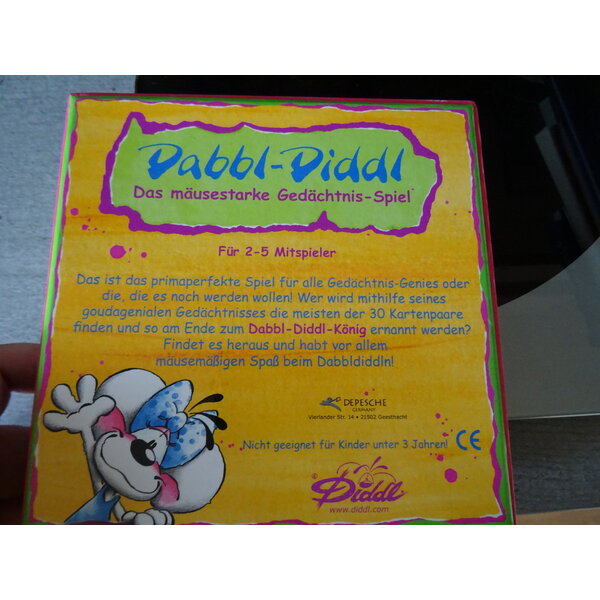 Dabbl-Diddl
Das mäusestarke Gedächtnis-Spiel
Für 2-5 Mitspieler
Das ist das primaperfekte Spiel für alle Gedächtnis-Genies oder
die, die es noch werden wollen! Wer wird mithilfe seines
goudagenialen Gedächtnisses die meisten der 30 Kartenpaare
finden und so am Ende zum Dabbl-Diddl-König ernannt werden?
Findet es heraus und habt vor allem
mäusemäßigen Spaß beim Dabbldiddln!
DEPESCHE
GERMANY
Vierlander Str. 14 • 21502 Geesthacht
Nicht geeignet für Kinder unter 3 Jahren! CE
© Diddl
www.diddl.com